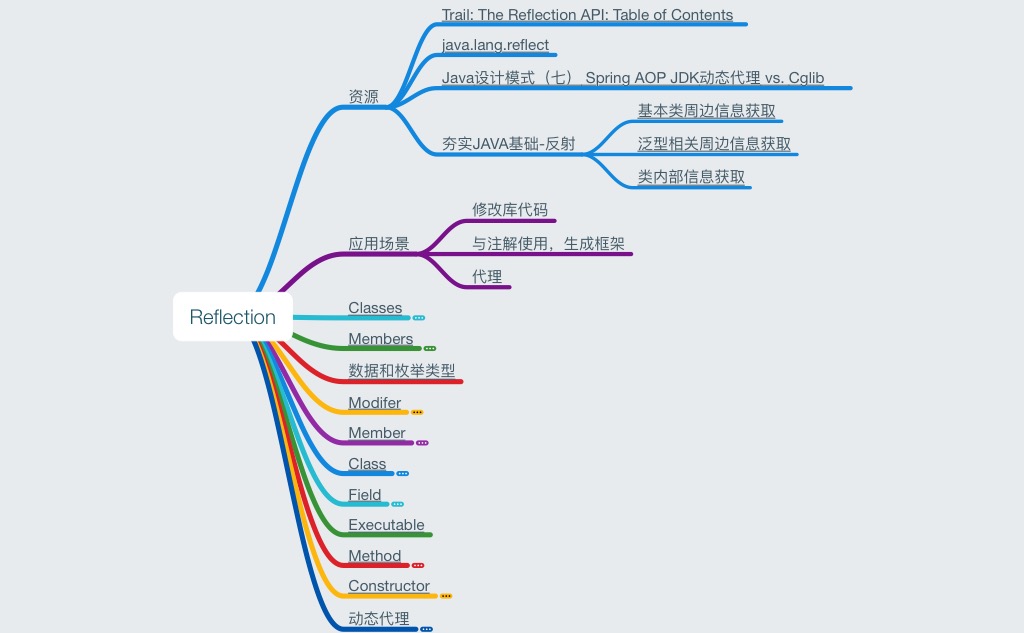 Trail: The Reflection API: Table of Contents
java.lang.reflect
Java设计模式（七） Spring AOP JDK动态代理 vs. Cglib
资源
夯实JAVA基础-反射
基本类周边信息获取
泛型相关周边信息获取
类内部信息获取
应用场景
修改库代码
与注解使用，生成框架
代理
Reflection
Classes
Members
数据和枚举类型
Modifer
Member
Class
Field
Executable
Method
Constructor
动态代理